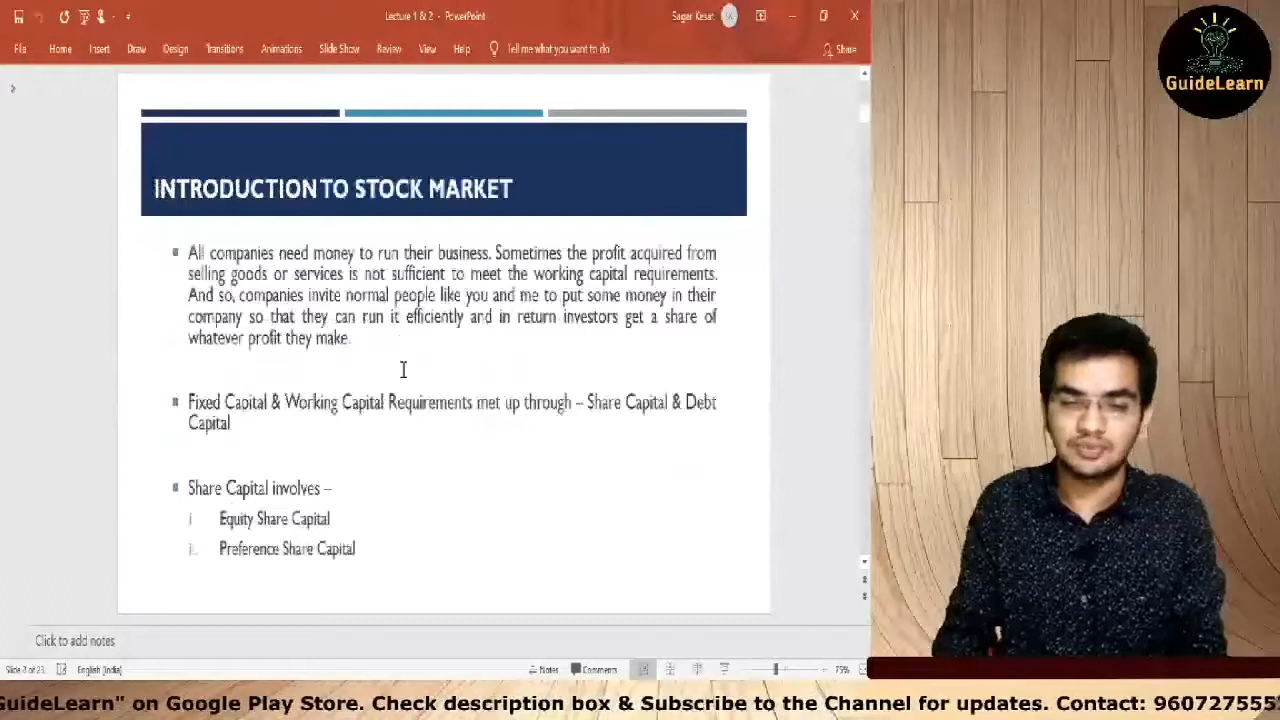 Lecture 1 & 2 - PowerPoint
Sagar Kesar
File Home Insert Draw Design Transitions Animations Slide Show Review View Help Tell me what you want to do Share
GuideLearn
INTRODUCTION TO STOCK MARKET
All companies need money to run their business. Sometimes the profit acquired from
selling goods or services is not sufficient to meet the working capital requirements.
And so, companies invite normal people like you and me to put some money in their
company so that they can run it efficiently and in return investors get a share of
whatever profit they make.
Fixed Capital & Working Capital Requirements met up through – Share Capital & Debt
Capital
Share Capital involves –
i Equity Share Capital
ii. Preference Share Capital
Click to add notes
English (India) Notes Comments 75%
GuideLearn" on Google Play Store. Check description box & Subscribe to the Channel for updates. Contact: 960727555